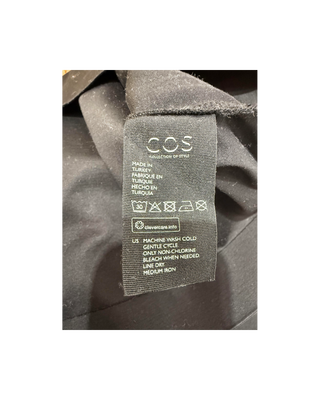 COS
COLLECTION OF STYLE
MADE IN
TURKEY
FABRIQUE EN
TURQUIE
HECHO EN
TURQUIA
30
clevercare.info
US MACHINE WASH COLD
GENTLE CYCLE
ONLY NON-CHLORINE
BLEACH WHEN NEEDED
LINE DRY
MEDIUM IRON